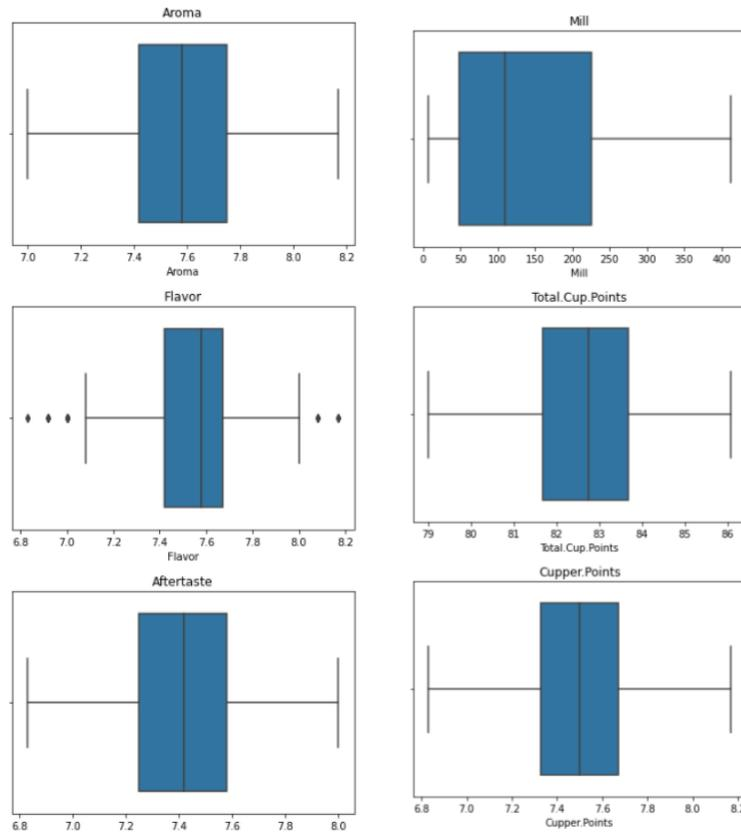 Aroma
7.0 7.2 7.4 7.6 7.8 8.0 8.2
Aroma
Mill
0 50 100 150 200 250 300 350 400
Mill
Flavor
6.8 7.0 7.2 7.4 7.6 7.8 8.0 8.2
Flavor
Total.Cup.Points
79 80 81 82 83 84 85 86
Total.Cup.Points
Aftertaste
6.8 7.0 7.2 7.4 7.6 7.8 8.0
Cupper.Points
6.8 7.0 7.2 7.4 7.6 7.8 8.0
Cupper.Points